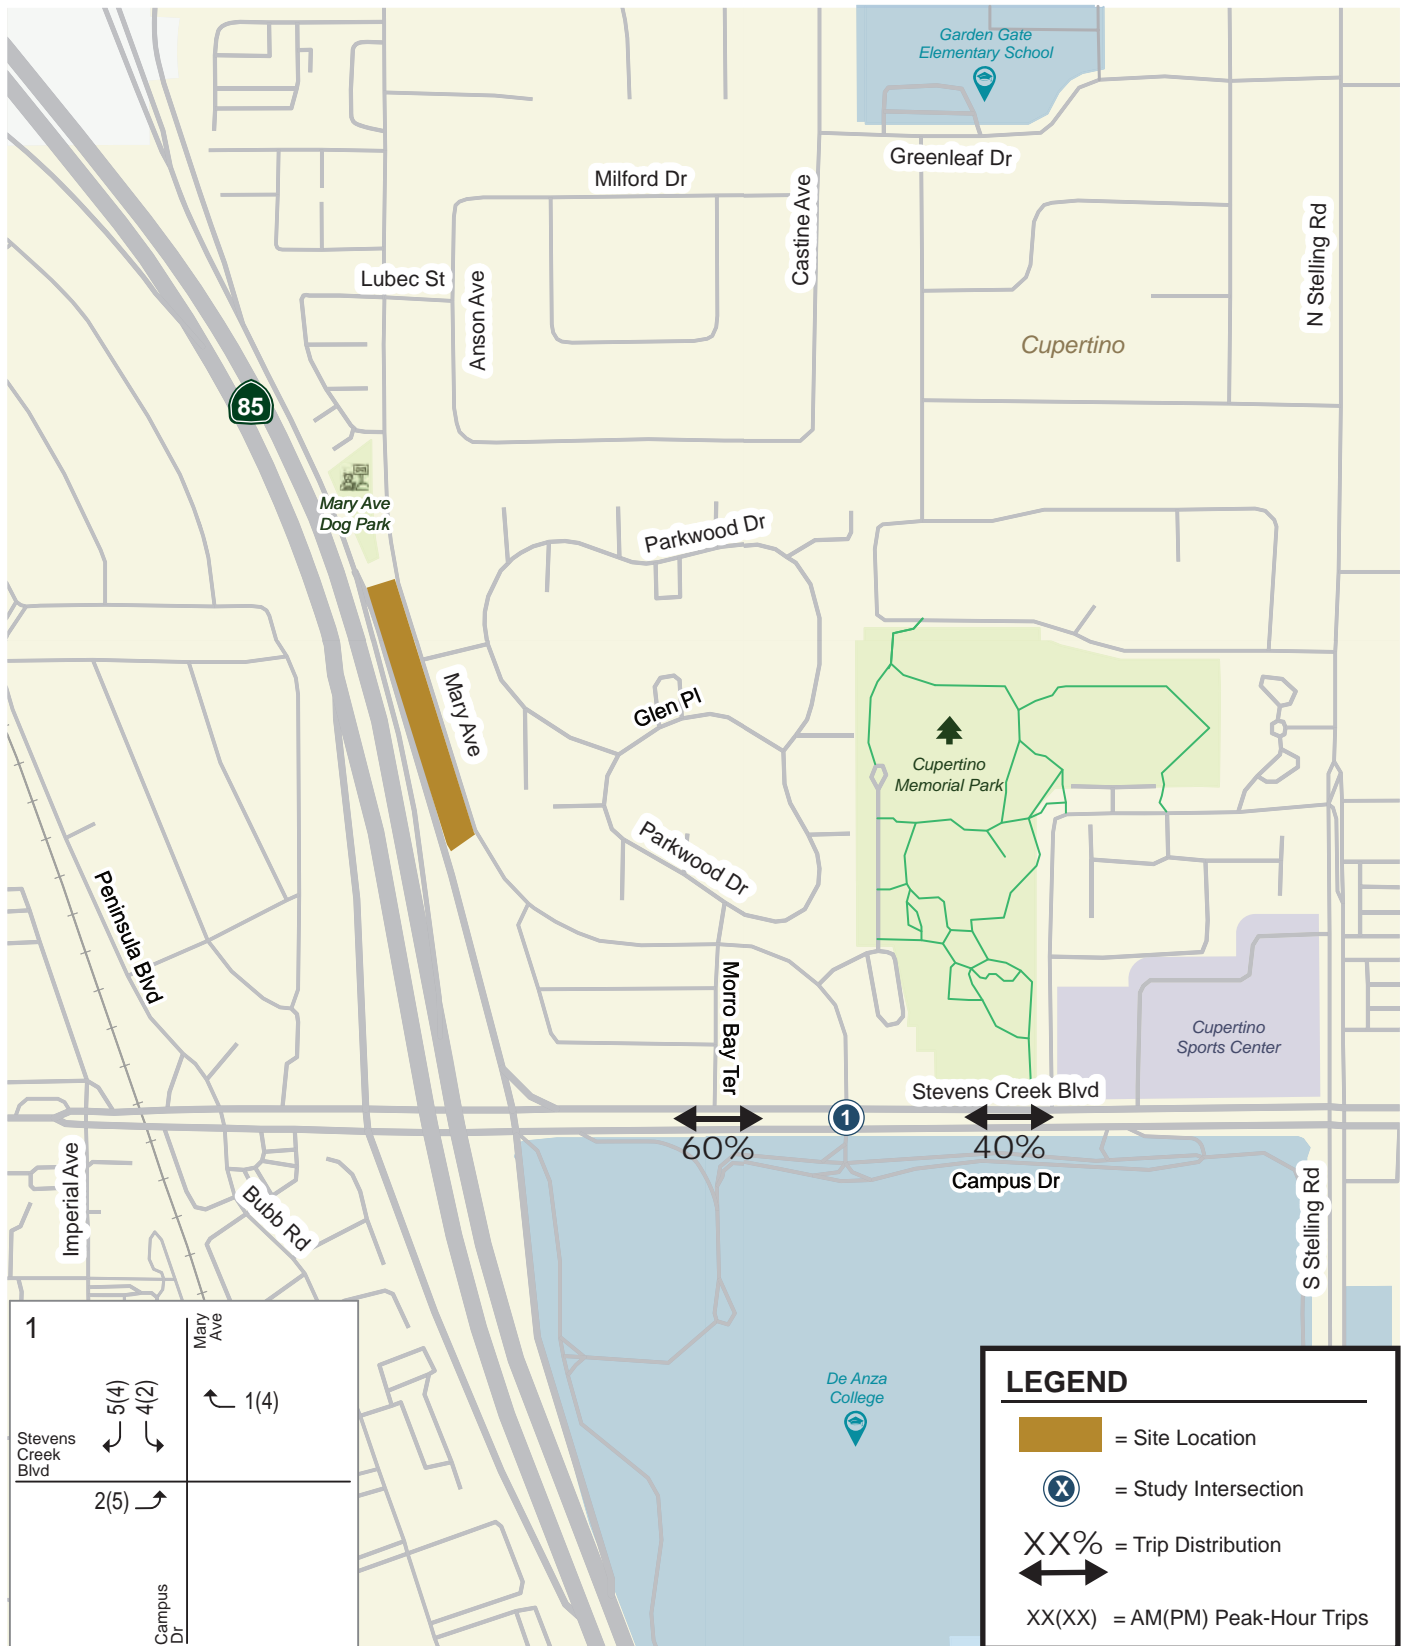 Garden Gate
Elementary School
Greenleaf Dr
Milford Dr
Castine Ave
N Stelling Rd
Lubec St
Anson Ave
Cupertino
85
Mary Ave
Dog Park
Parkwood Dr
Mary Ave
Glen Pl
Cupertino
Memorial Park
Parkwood Dr
Peninsula Blvd
Morro Bay Ter
Cupertino
Sports Center
Stevens Creek Blvd
1
60%
40%
Campus Dr
Imperial Ave
Bubb Rd
S Stelling Rd
De Anza
College
1
Mary
Ave
5(4)
4(2)
1(4)
Stevens
Creek
Blvd
2(5)
Campus
Dr
LEGEND
= Site Location
X = Study Intersection
XX% = Trip Distribution
XX(XX) = AM(PM) Peak-Hour Trips